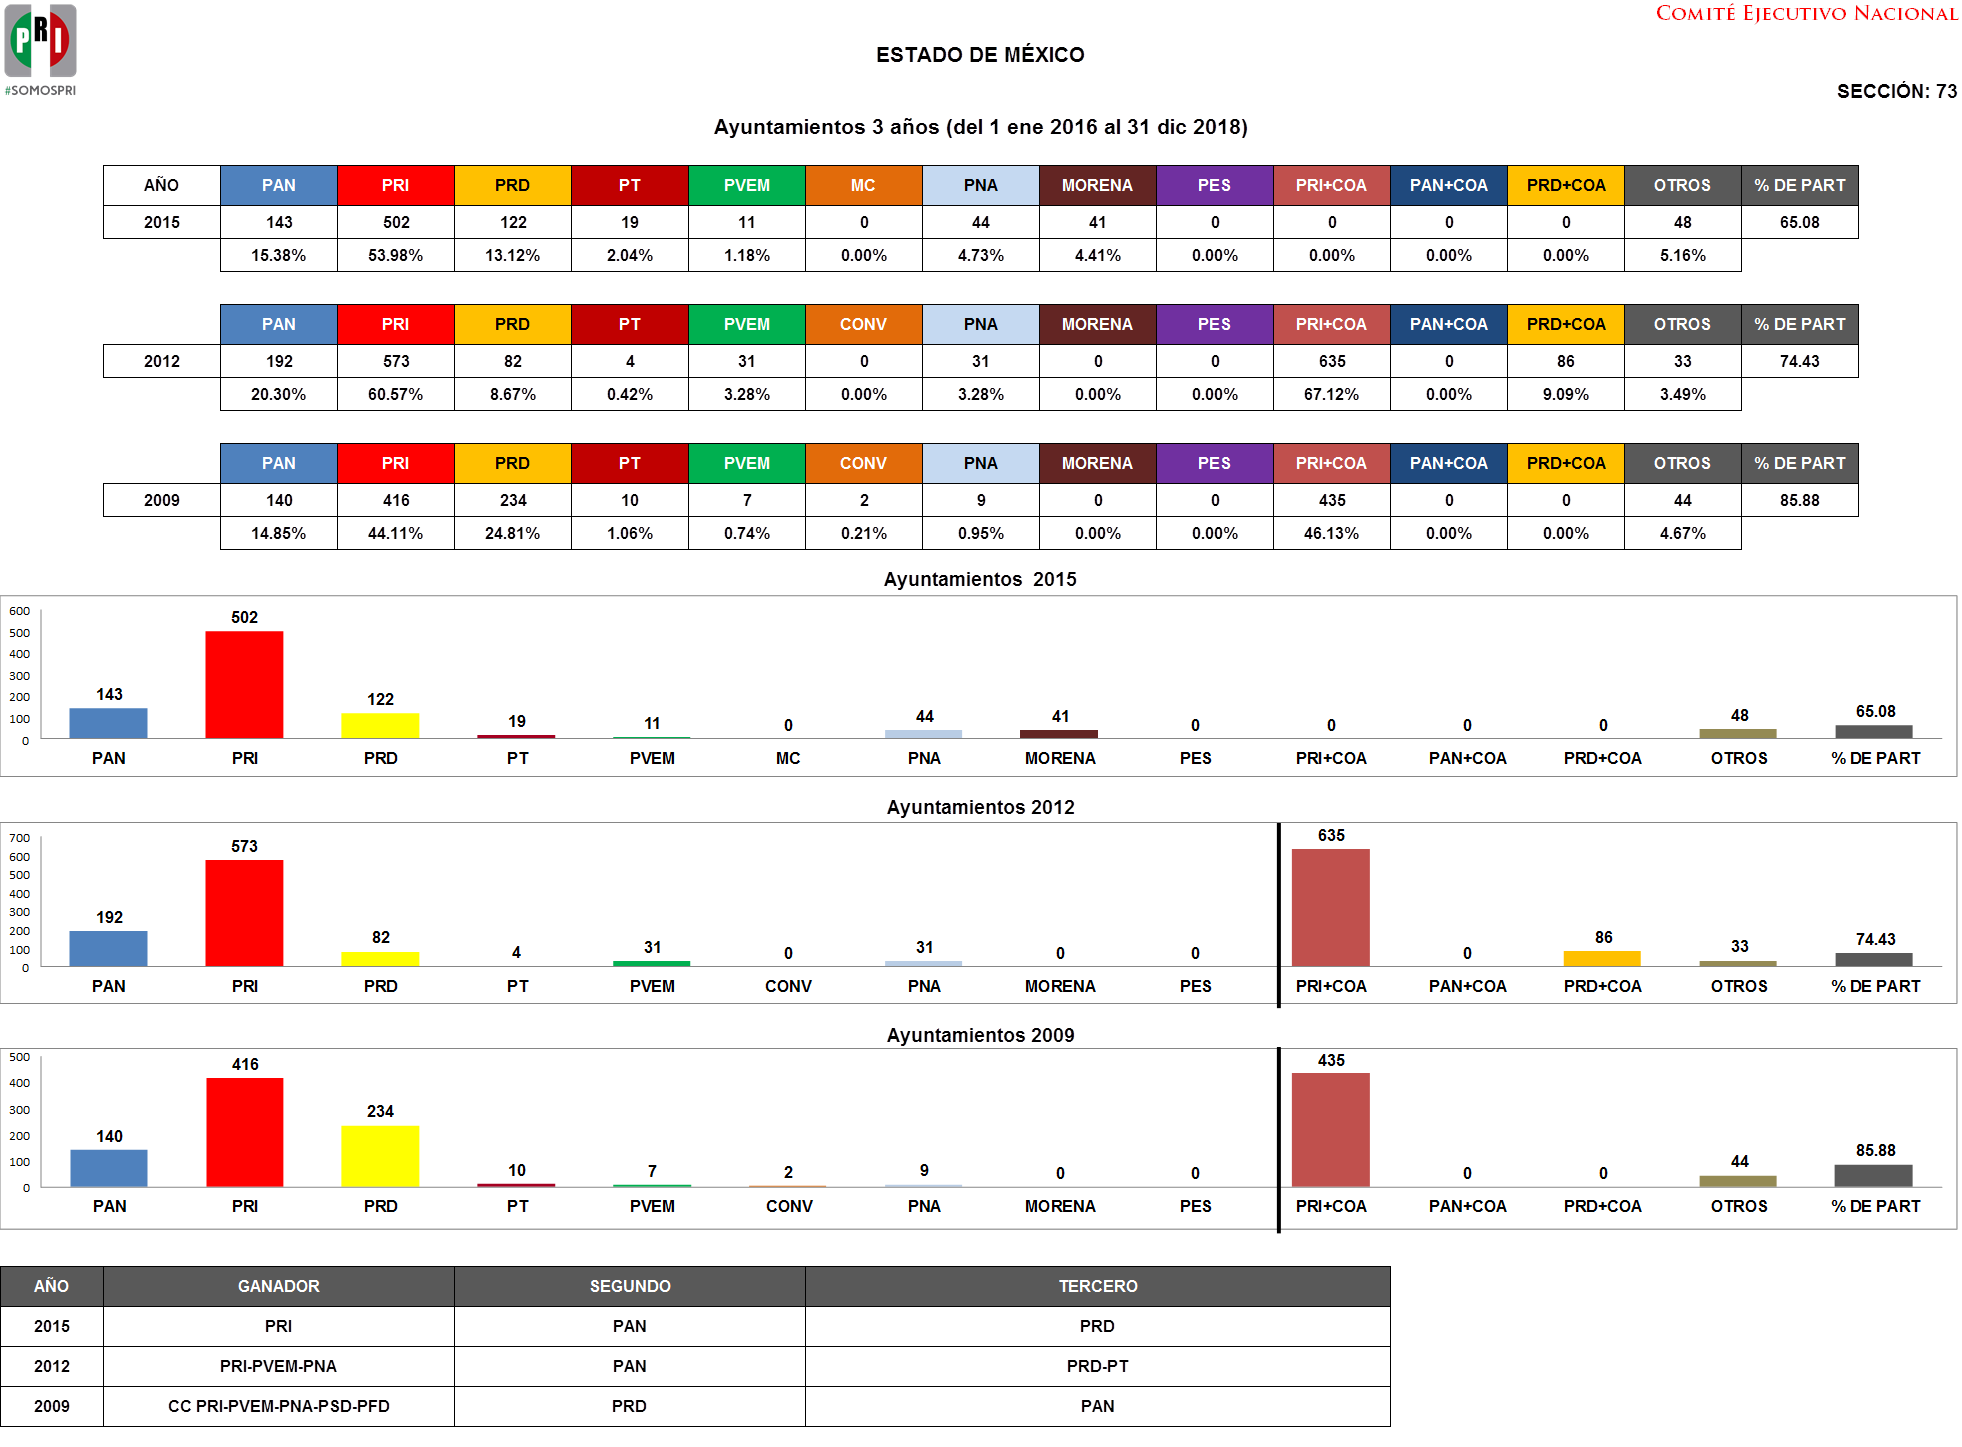 PRI
#SOMOSPRI
COMITÉ EJECUTIVO NACIONAL
ESTADO DE MÉXICO
SECCIÓN: 73
Ayuntamientos 3 años (del 1 ene 2016 al 31 dic 2018)
AÑO PAN PRI PRD PT PVEM MC PNA MORENA PES PRI+COA PAN+COA PRD+COA OTROS % DE PART
2015 143 502 122 19 11 0 44 41 0 0 0 0 48 65.08
15.38% 53.98% 13.12% 2.04% 1.18% 0.00% 4.73% 4.41% 0.00% 0.00% 0.00% 0.00% 5.16%
PAN PRI PRD PT PVEM CONV PNA MORENA PES PRI+COA PAN+COA PRD+COA OTROS % DE PART
2012 192 573 82 4 31 0 31 0 0 635 0 86 33 74.43
20.30% 60.57% 8.67% 0.42% 3.28% 0.00% 3.28% 0.00% 0.00% 67.12% 0.00% 9.09% 3.49%
PAN PRI PRD PT PVEM CONV PNA MORENA PES PRI+COA PAN+COA PRD+COA OTROS % DE PART
2009 140 416 234 10 7 2 9 0 0 435 0 0 44 85.88
14.85% 44.11% 24.81% 1.06% 0.74% 0.21% 0.95% 0.00% 0.00% 46.13% 0.00% 0.00% 4.67%
Ayuntamientos 2015
600
500
400
300
200
100
0
143 502 122 19 11 0 44 41 0 0 0 0 48 65.08
PAN PRI PRD PT PVEM MC PNA MORENA PES PRI+COA PAN+COA PRD+COA OTROS % DE PART
Ayuntamientos 2012
700
600
500
400
300
200
100
0
192 573 82 4 31 0 31 0 0 635 0 86 33 74.43
PAN PRI PRD PT PVEM CONV PNA MORENA PES PRI+COA PAN+COA PRD+COA OTROS % DE PART
Ayuntamientos 2009
500
400
300
200
100
0
140 416 234 10 7 2 9 0 0 435 0 0 44 85.88
PAN PRI PRD PT PVEM CONV PNA MORENA PES PRI+COA PAN+COA PRD+COA OTROS % DE PART
AÑO GANADOR SEGUNDO TERCERO
2015 PRI PAN PRD
2012 PRI-PVEM-PNA PAN PRD-PT
2009 CC PRI-PVEM-PNA-PSD-PFD PRD PAN